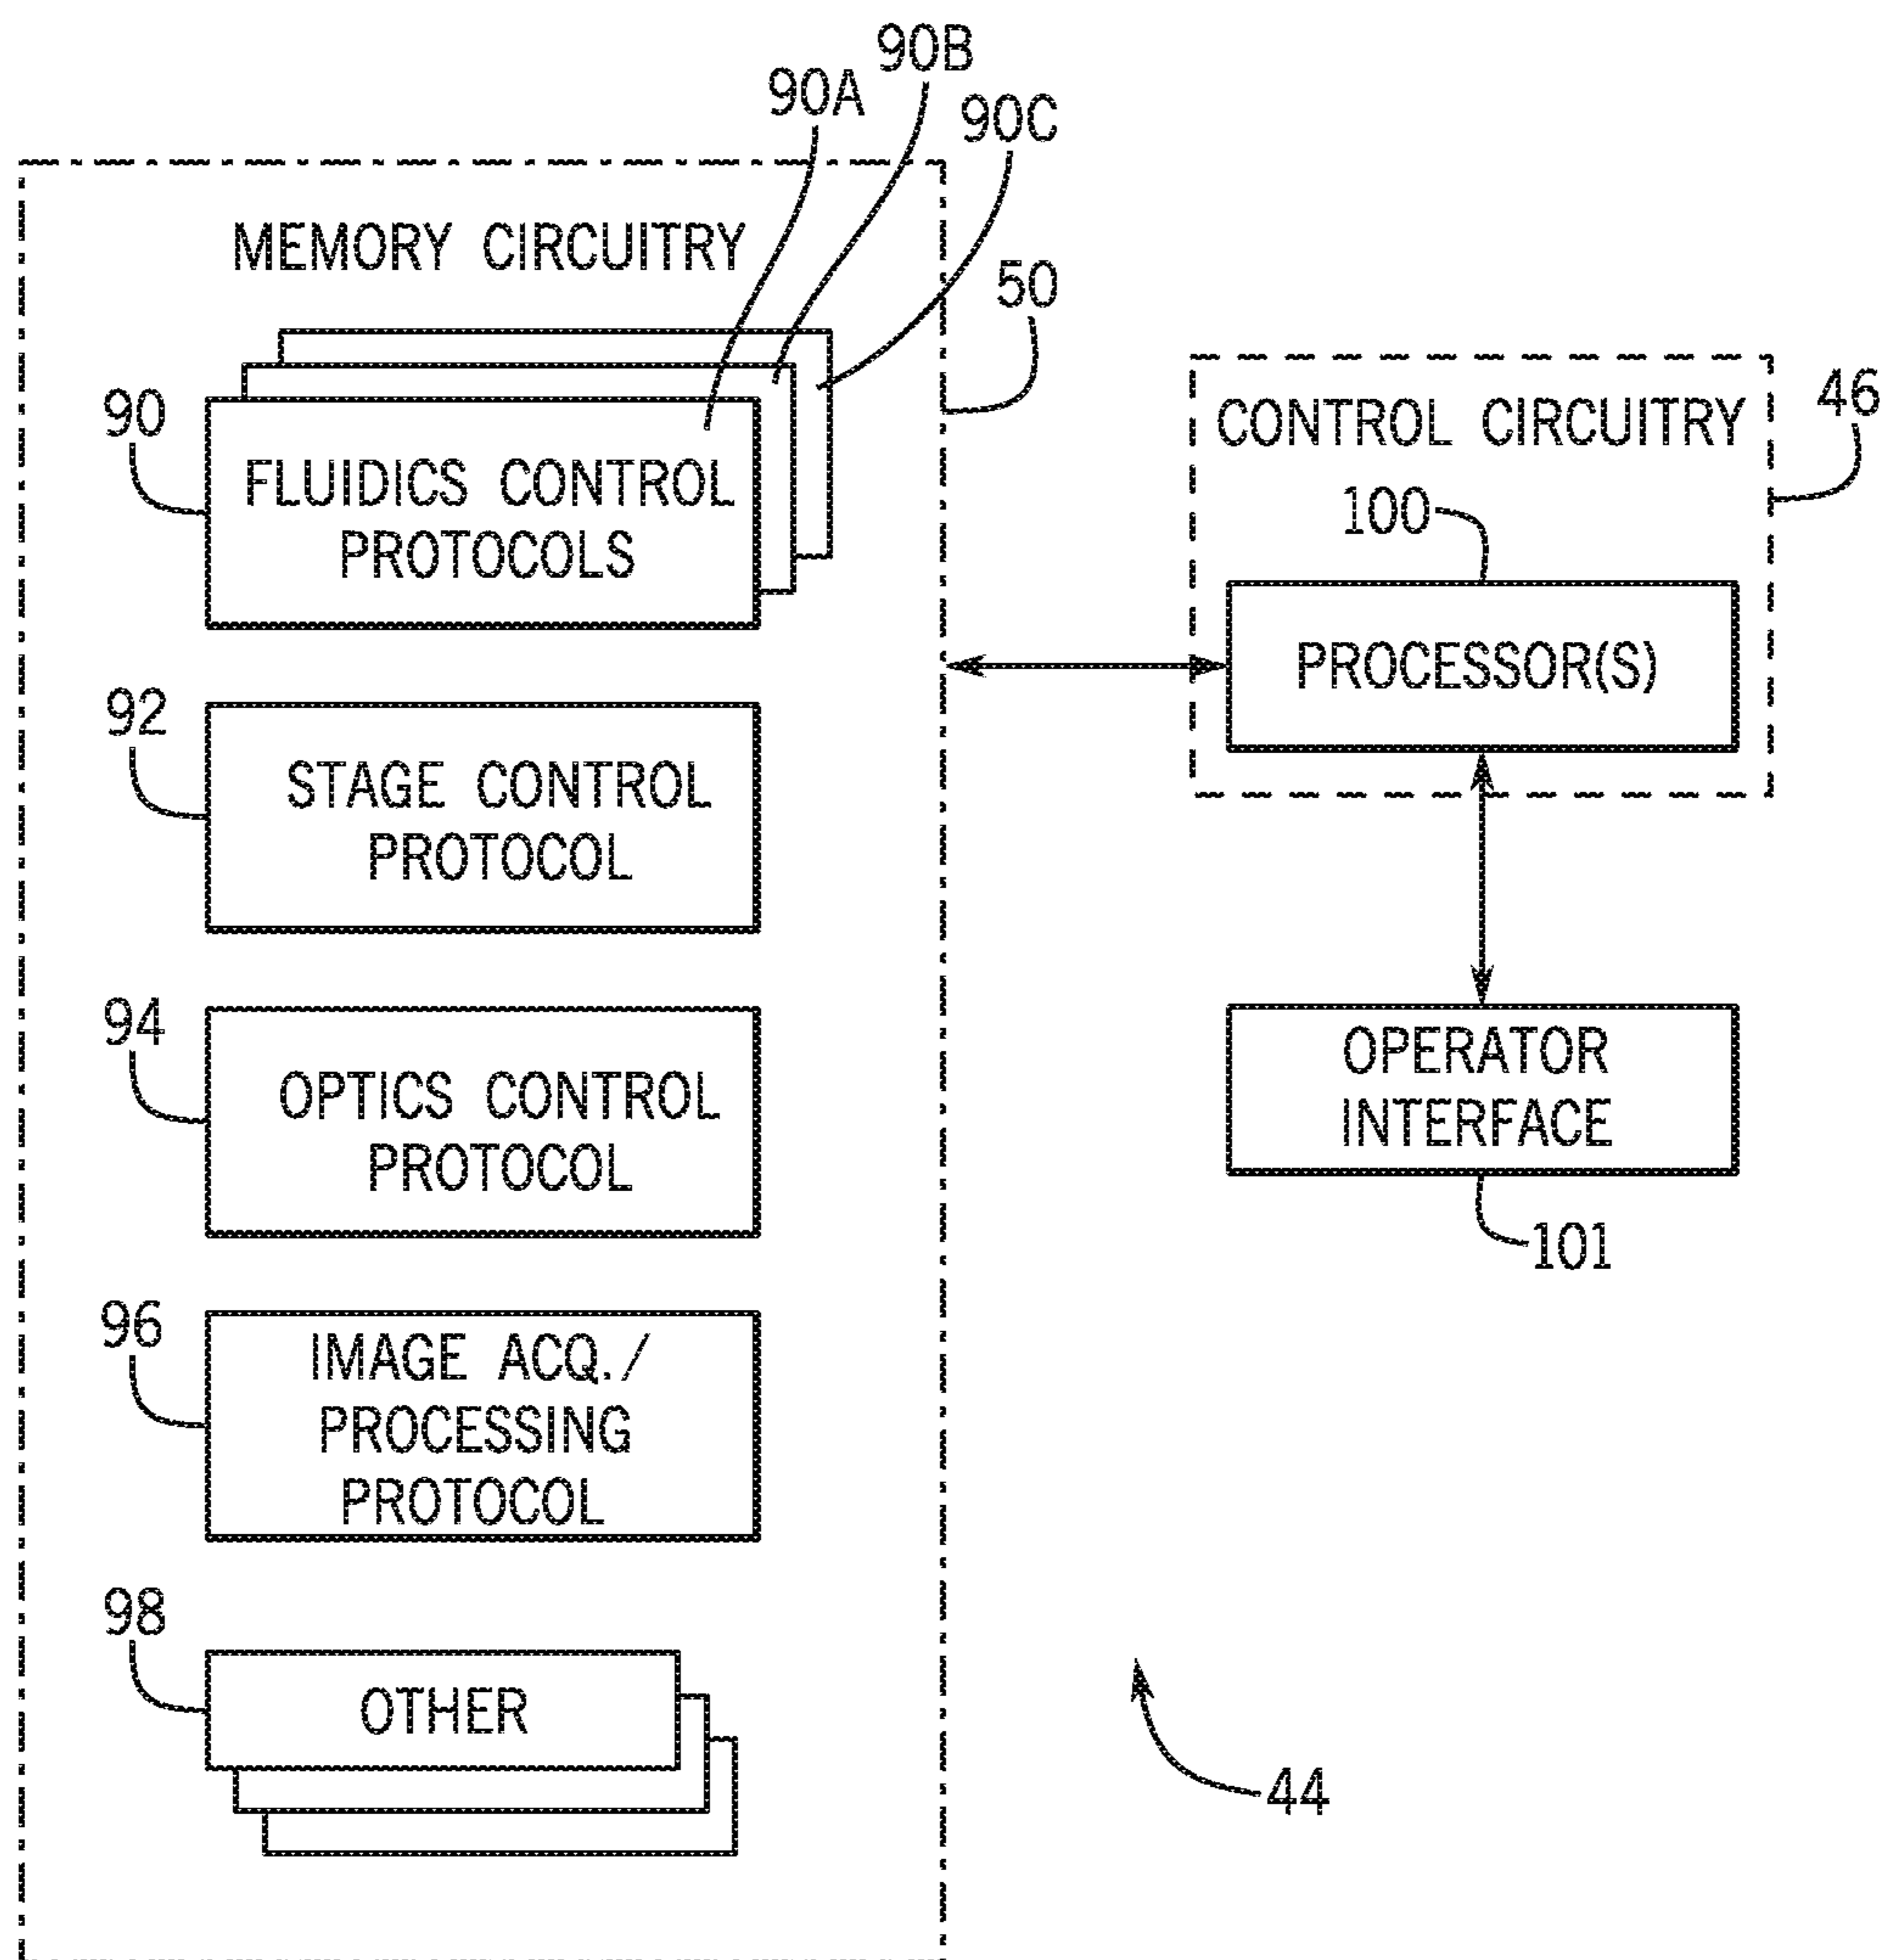 90B
90A
90C
MEMORY CIRCUITRY
50
90
FLUIDICS CONTROL
PROTOCOLS
CONTROL CIRCUITRY
46
100
PROCESSOR(S)
92
STAGE CONTROL
PROTOCOL
94
OPTICS CONTROL
PROTOCOL
OPERATOR
INTERFACE
101
96
IMAGE ACQ./
PROCESSING
PROTOCOL
98
OTHER
44